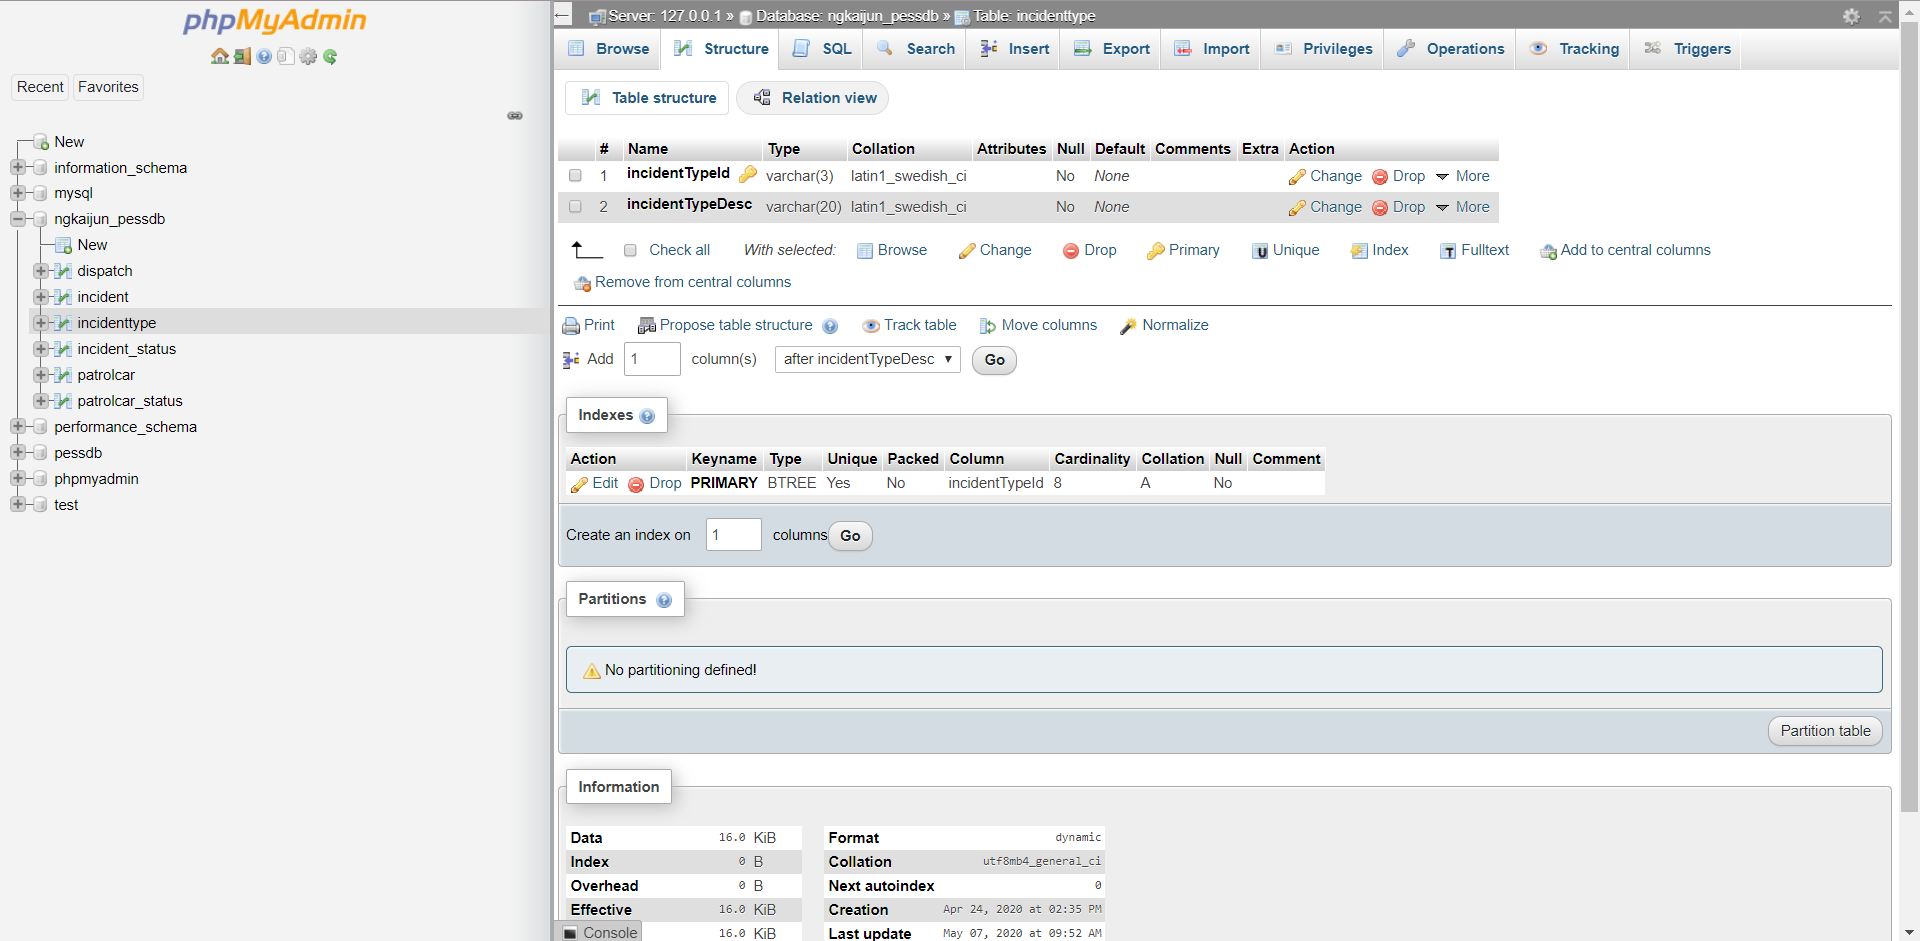 phpMyAdmin
Recent Favorites
New
information_schema
mysql
ngkaijun_pessdb
New
dispatch
incident
incidenttype
incident_status
patrolcar
patrolcar_status
performance_schema
pessdb
phpmyadmin
test
Server: 127.0.0.1 » Database: ngkaijun_pessdb » Table: incidenttype
Browse Structure SQL Search Insert Export Import Privileges Operations Tracking Triggers
Table structure Relation view
# Name Type Collation Attributes Null Default Comments Extra Action
1 incidentTypeId varchar(3) latin1_swedish_ci No None Change Drop More
2 incidentTypeDesc varchar(20) latin1_swedish_ci No None Change Drop More
Check all With selected: Browse Change Drop Primary Unique Index Fulltext Add to central columns
Remove from central columns
Print Propose table structure Track table Move columns Normalize
Add 1 column(s) after incidentTypeDesc Go
Indexes
Action Keyname Type Unique Packed Column Cardinality Collation Null Comment
Edit Drop PRIMARY BTREE Yes No incidentTypeId 8 A No
Create an index on 1 columns Go
Partitions
No partitioning defined!
Partition table
Information
Data 16.0 KiB Format dynamic
Index 0 B Collation utf8mb4_general_ci
Overhead 0 B Next autoindex 0
Effective 16.0 KiB Creation Apr 24, 2020 at 02:35 PM
16.0 KiB Last update May 07, 2020 at 09:52 AM
Console